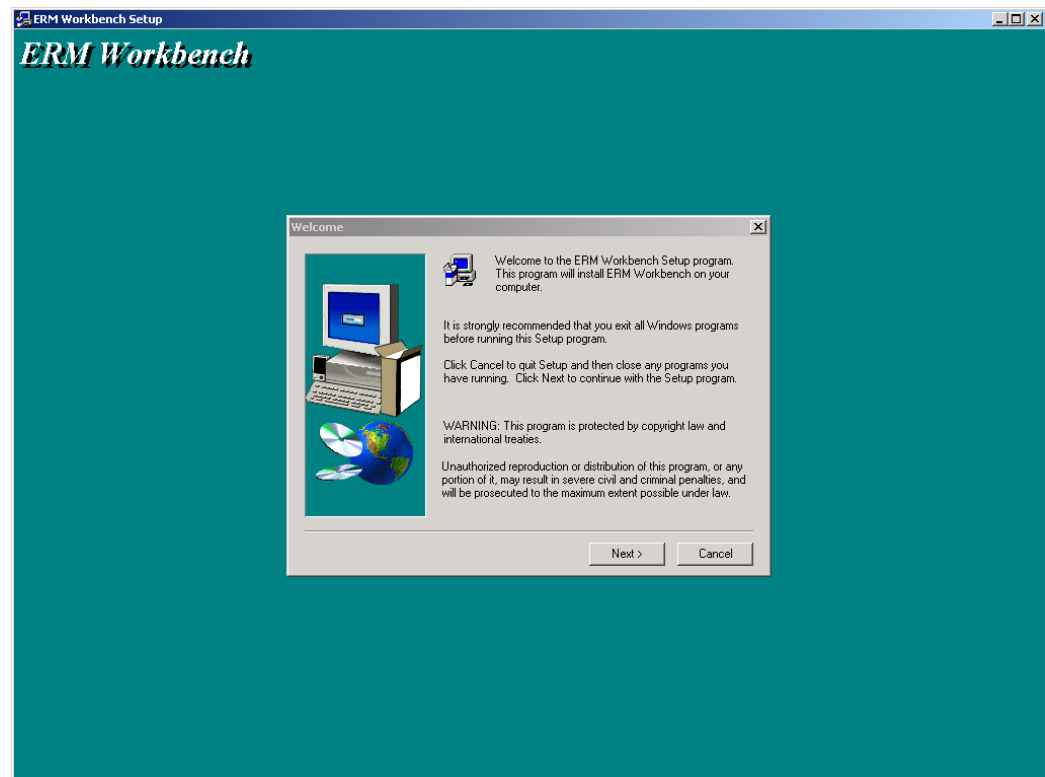 ERM Workbench Setup
ERM Workbench
Welcome
Welcome to the ERM Workbench Setup program.
This program will install ERM Workbench on your
computer.
It is strongly recommended that you exit all Windows programs
before running this Setup program.
Click Cancel to quit Setup and then close any programs you
have running.  Click Next to continue with the Setup program.
WARNING: This program is protected by copyright law and
international treaties.
Unauthorized reproduction or distribution of this program, or any
portion of it, may result in severe civil and criminal penalties, and
will be prosecuted to the maximum extent possible under law.
Next >
Cancel